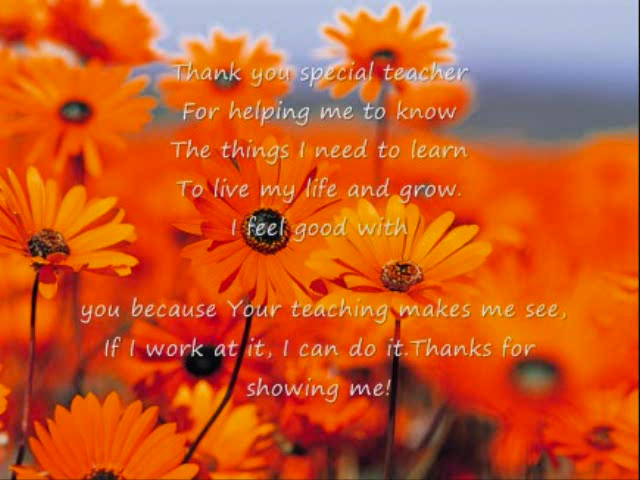 Thank you special teacher
For helping me to know
The things I need to learn
To live my life and grow.
I feel good with
you because Your teaching makes me see,
If I work at it, I can do it.Thanks for
showing me!